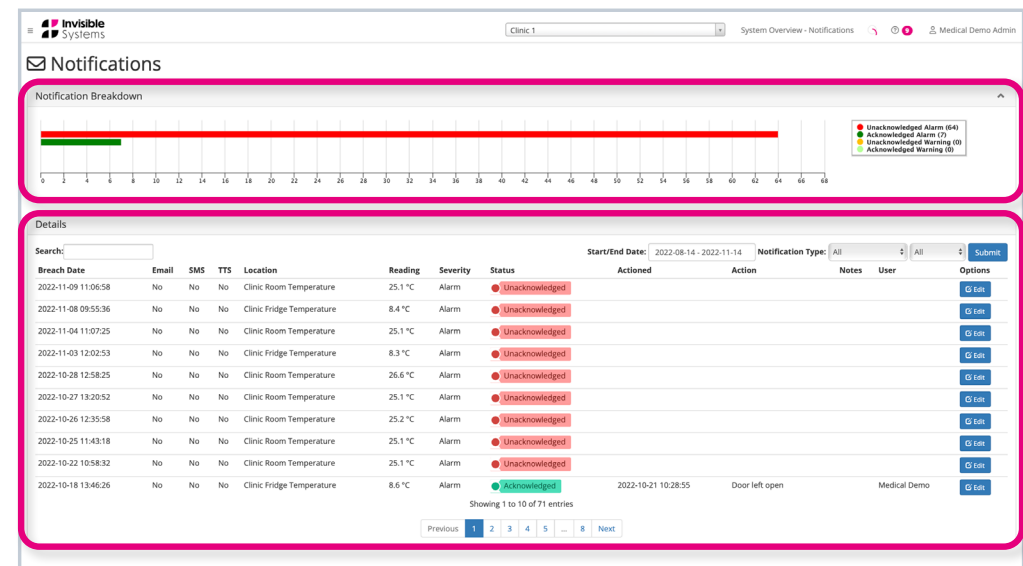 Invisible
Systems
Clinic 1
System Overview - Notifications
9
Medical Demo Admin
Notifications
Notification Breakdown
Unacknowledged Alarm (64)
Acknowledged Alarm (7)
Unacknowledged Warning (0)
Acknowledged Warning (0)
0 2 4 6 8 10 12 14 16 18 20 22 24 26 28 30 32 34 36 38 40 42 44 46 48 50 52 54 56 58 60 62 64 66 68
Details
Search: Start/End Date: 2022-08-14 - 2022-11-14 Notification Type: All All Submit
Breach Date Email SMS TTS Location Reading Severity Status Actioned Action Notes User Options
2022-11-09 11:06:58 No No No Clinic Room Temperature 25.1 °C Alarm Unacknowledged Edit
2022-11-08 09:55:36 No No No Clinic Fridge Temperature 8.4 °C Alarm Unacknowledged Edit
2022-11-04 11:07:25 No No No Clinic Room Temperature 25.1 °C Alarm Unacknowledged Edit
2022-11-03 12:02:53 No No No Clinic Fridge Temperature 8.3 °C Alarm Unacknowledged Edit
2022-10-28 12:58:25 No No No Clinic Room Temperature 26.6 °C Alarm Unacknowledged Edit
2022-10-27 13:20:52 No No No Clinic Room Temperature 25.1 °C Alarm Unacknowledged Edit
2022-10-26 12:35:58 No No No Clinic Room Temperature 25.2 °C Alarm Unacknowledged Edit
2022-10-25 11:43:18 No No No Clinic Room Temperature 25.1 °C Alarm Unacknowledged Edit
2022-10-22 10:58:32 No No No Clinic Room Temperature 25.1 °C Alarm Unacknowledged Edit
2022-10-18 13:46:26 No No No Clinic Fridge Temperature 8.6 °C Alarm Acknowledged 2022-10-21 10:28:55 Door left open Medical Demo Edit
Showing 1 to 10 of 71 entries
Previous 1 2 3 4 5 ... 8 Next